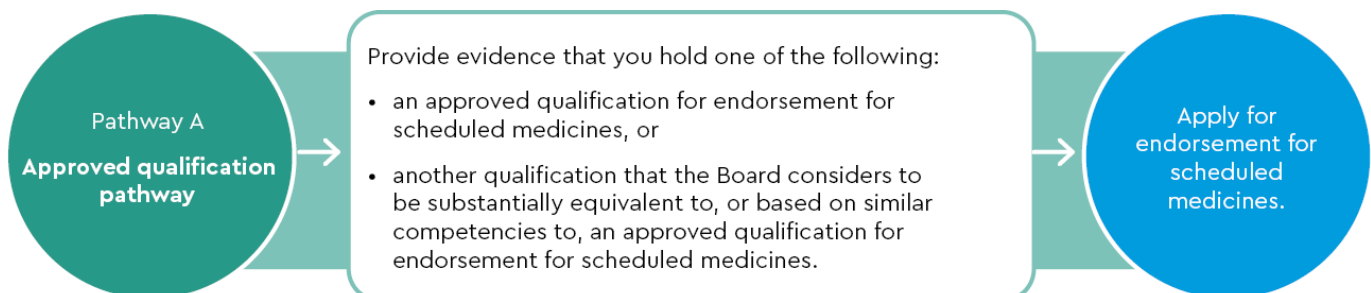 Pathway A
Approved qualification
pathway
Provide evidence that you hold one of the following:
• an approved qualification for endorsement for
scheduled medicines, or
• another qualification that the Board considers to
be substantially equivalent to, or based on similar
competencies to, an approved qualification for
endorsement for scheduled medicines.
Apply for
endorsement for
scheduled
medicines.